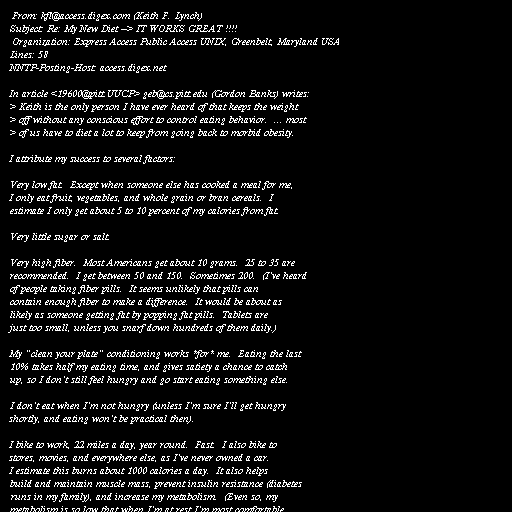 From: kfl@access.digex.com (Keith F. Lynch)
Subject: Re: My New Diet --> IT WORKS GREAT !!!!
Organization: Express Access Public Access UNIX, Greenbelt, Maryland USA
Lines: 58
NNTP-Posting-Host: access.digex.net

In article <19600@pitt.UUCP> geb@cs.pitt.edu (Gordon Banks) writes:
> Keith is the only person I have ever heard of that keeps the weight
> off without any conscious effort to control eating behavior.  ... most
> of us have to diet a lot to keep from going back to morbid obesity.

I attribute my success to several factors:

Very low fat.  Except when someone else has cooked a meal for me,
I only eat fruit, vegetables, and whole grain or bran cereals.  I
estimate I only get about 5 to 10 percent of my calories from fat.

Very little sugar or salt.

Very high fiber.  Most Americans get about 10 grams.  25 to 35 are
recommended.  I get between 50 and 150.  Sometimes 200.  (I've heard
of people taking fiber pills.  It seems unlikely that pills can
contain enough fiber to make a difference.  It would be about as
likely as someone getting fat by popping fat pills.  Tablets are
just too small, unless you snarf down hundreds of them daily.)

My "clean your plate" conditioning works *for* me.  Eating the last
10% takes half my eating time, and gives satiety a chance to catch
up, so I don't still feel hungry and go start eating something else.

I don't eat when I'm not hungry (unless I'm sure I'll get hungry
shortly, and eating won't be practical then).

I bike to work, 22 miles a day, year round.  Fast.  I also bike to
stores, movies, and everywhere else, as I've never owned a car.
I estimate this burns about 1000 calories a day.  It also helps
build and maintain muscle mass, prevent insulin resistance (diabetes
runs in my family), and increase my metabolism.  (Even so, my
metabolism is so low that when I'm at rest I'm most comfortable